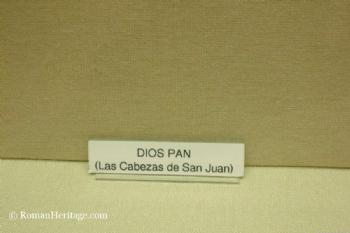 DIOS PAN
(Las Cabezas de San Juan)
© RomanHeritage.com